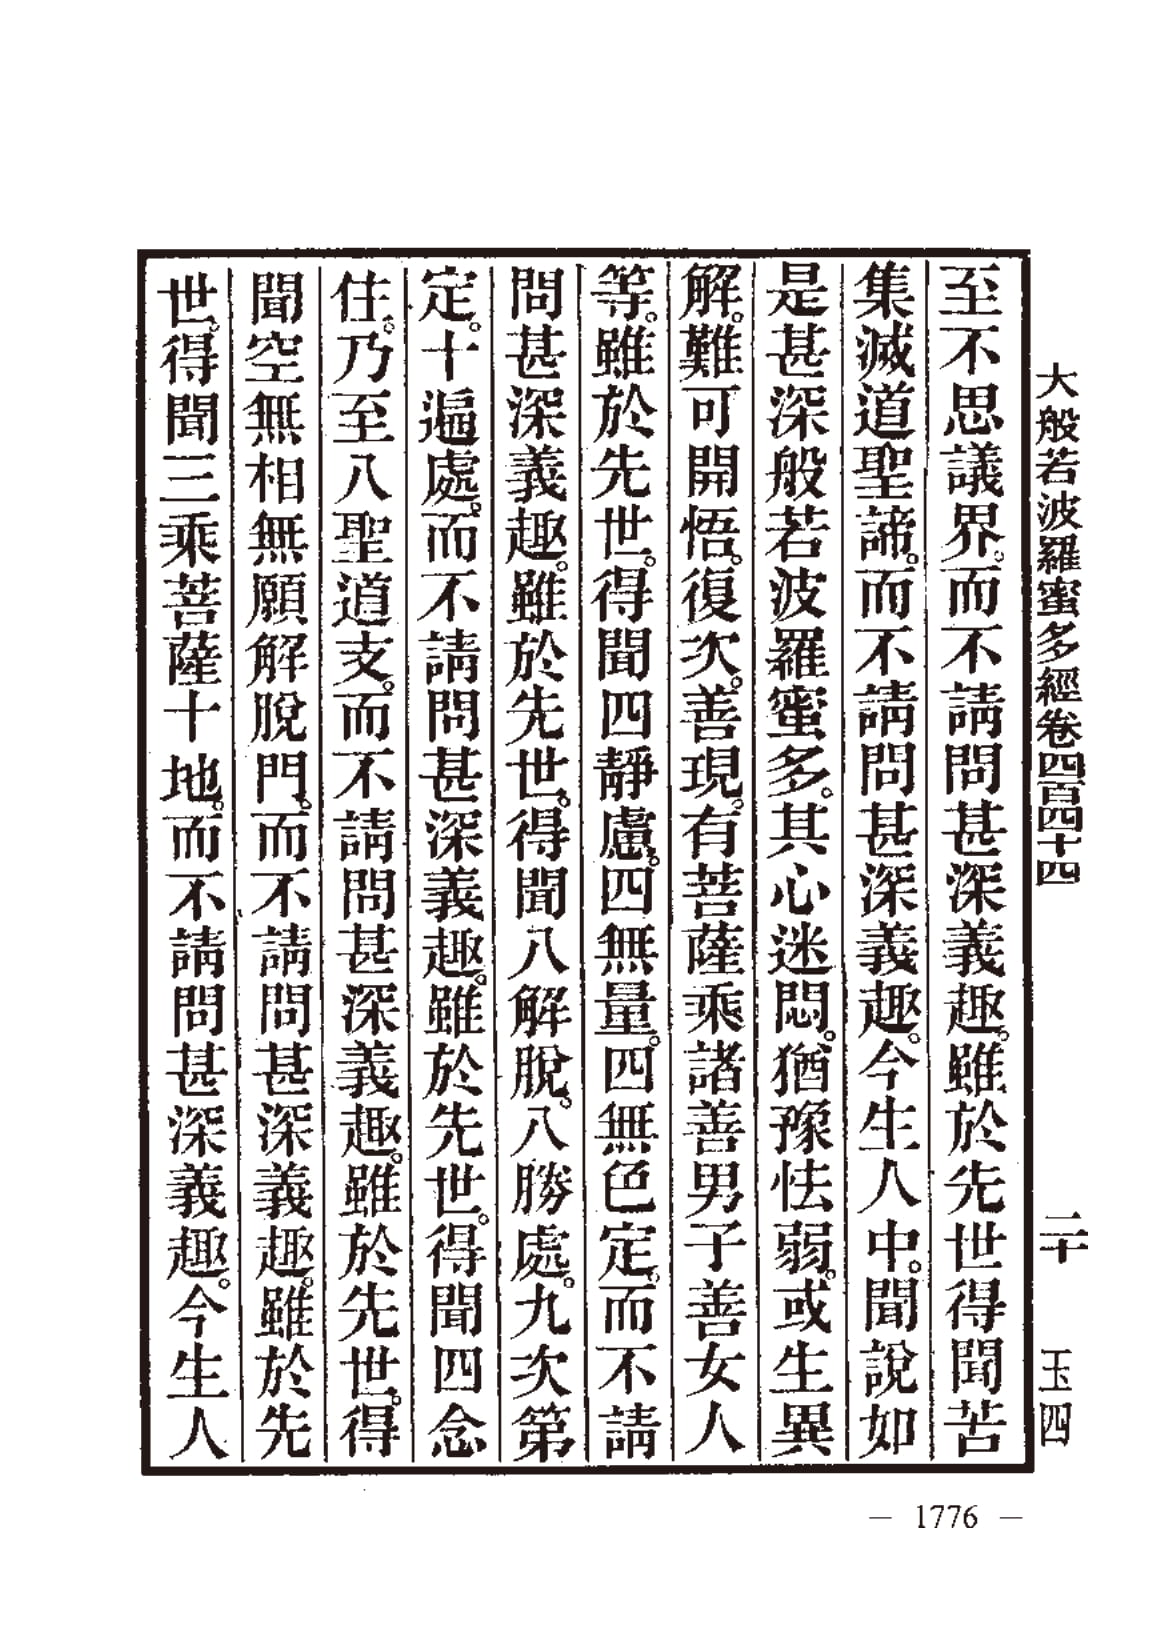 大般若波羅蜜多經卷四百四十四 二十 玉四
至不思議界。而不請問甚深義趣。雖於先世得聞苦
集滅道聖諦。而不請問甚深義趣。今生人中。聞說如
是甚深般若波羅蜜多。其心迷悶。猶豫怯弱。或生異
解。難可開悟。復次。善現。有菩薩乘諸善男子善女人
等。雖於先世。得聞四靜慮。四無量。四無色定。而不請
問甚深義趣。雖於先世。得聞八解脫。八勝處。九次第
定。十遍處。而不請問甚深義趣。雖於先世。得聞四念
住。乃至八聖道支。而不請問甚深義趣。雖於先世。得
聞空無相無願解脫門。而不請問甚深義趣。雖於先
世。得聞三乘菩薩十地。而不請問甚深義趣。今生人
— 1776 —